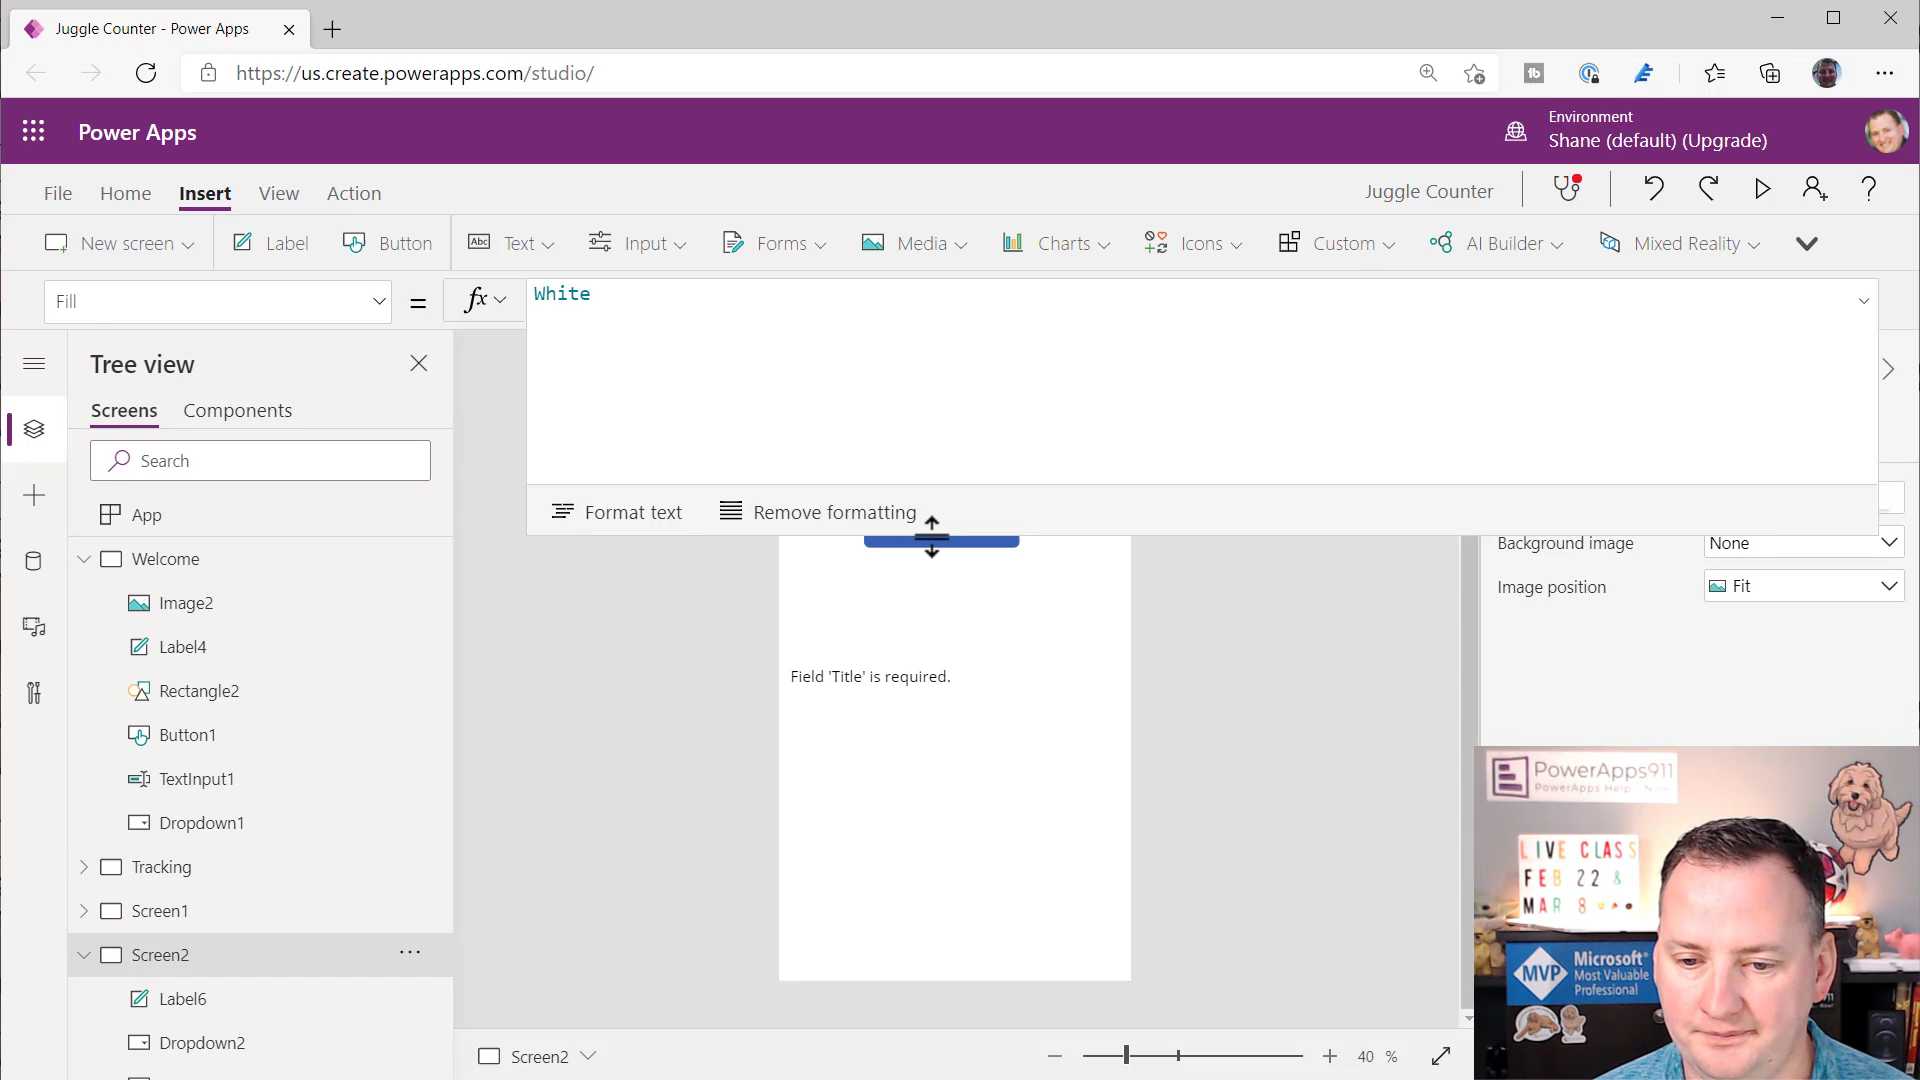 Juggle Counter - Power Apps
https://us.create.powerapps.com/studio/
Power Apps
Environment
Shane (default) (Upgrade)
File Home Insert View Action
Juggle Counter
New screen Label Button Abc Text Input Forms Media Charts Icons Custom AI Builder Mixed Reality
Fill = fx White
Tree view
Screens Components
Search
App
Welcome
Image2
Label4
Rectangle2
Button1
TextInput1
Dropdown1
Tracking
Screen1
Screen2
Label6
Dropdown2
Format text Remove formatting
Field 'Title' is required.
Background image None
Image position Fit
Screen2
40 %
PowerApps911
LIVE CLASS
FEB 22 &
MAR 8
MVP
Microsoft
Most Valuable
Professional